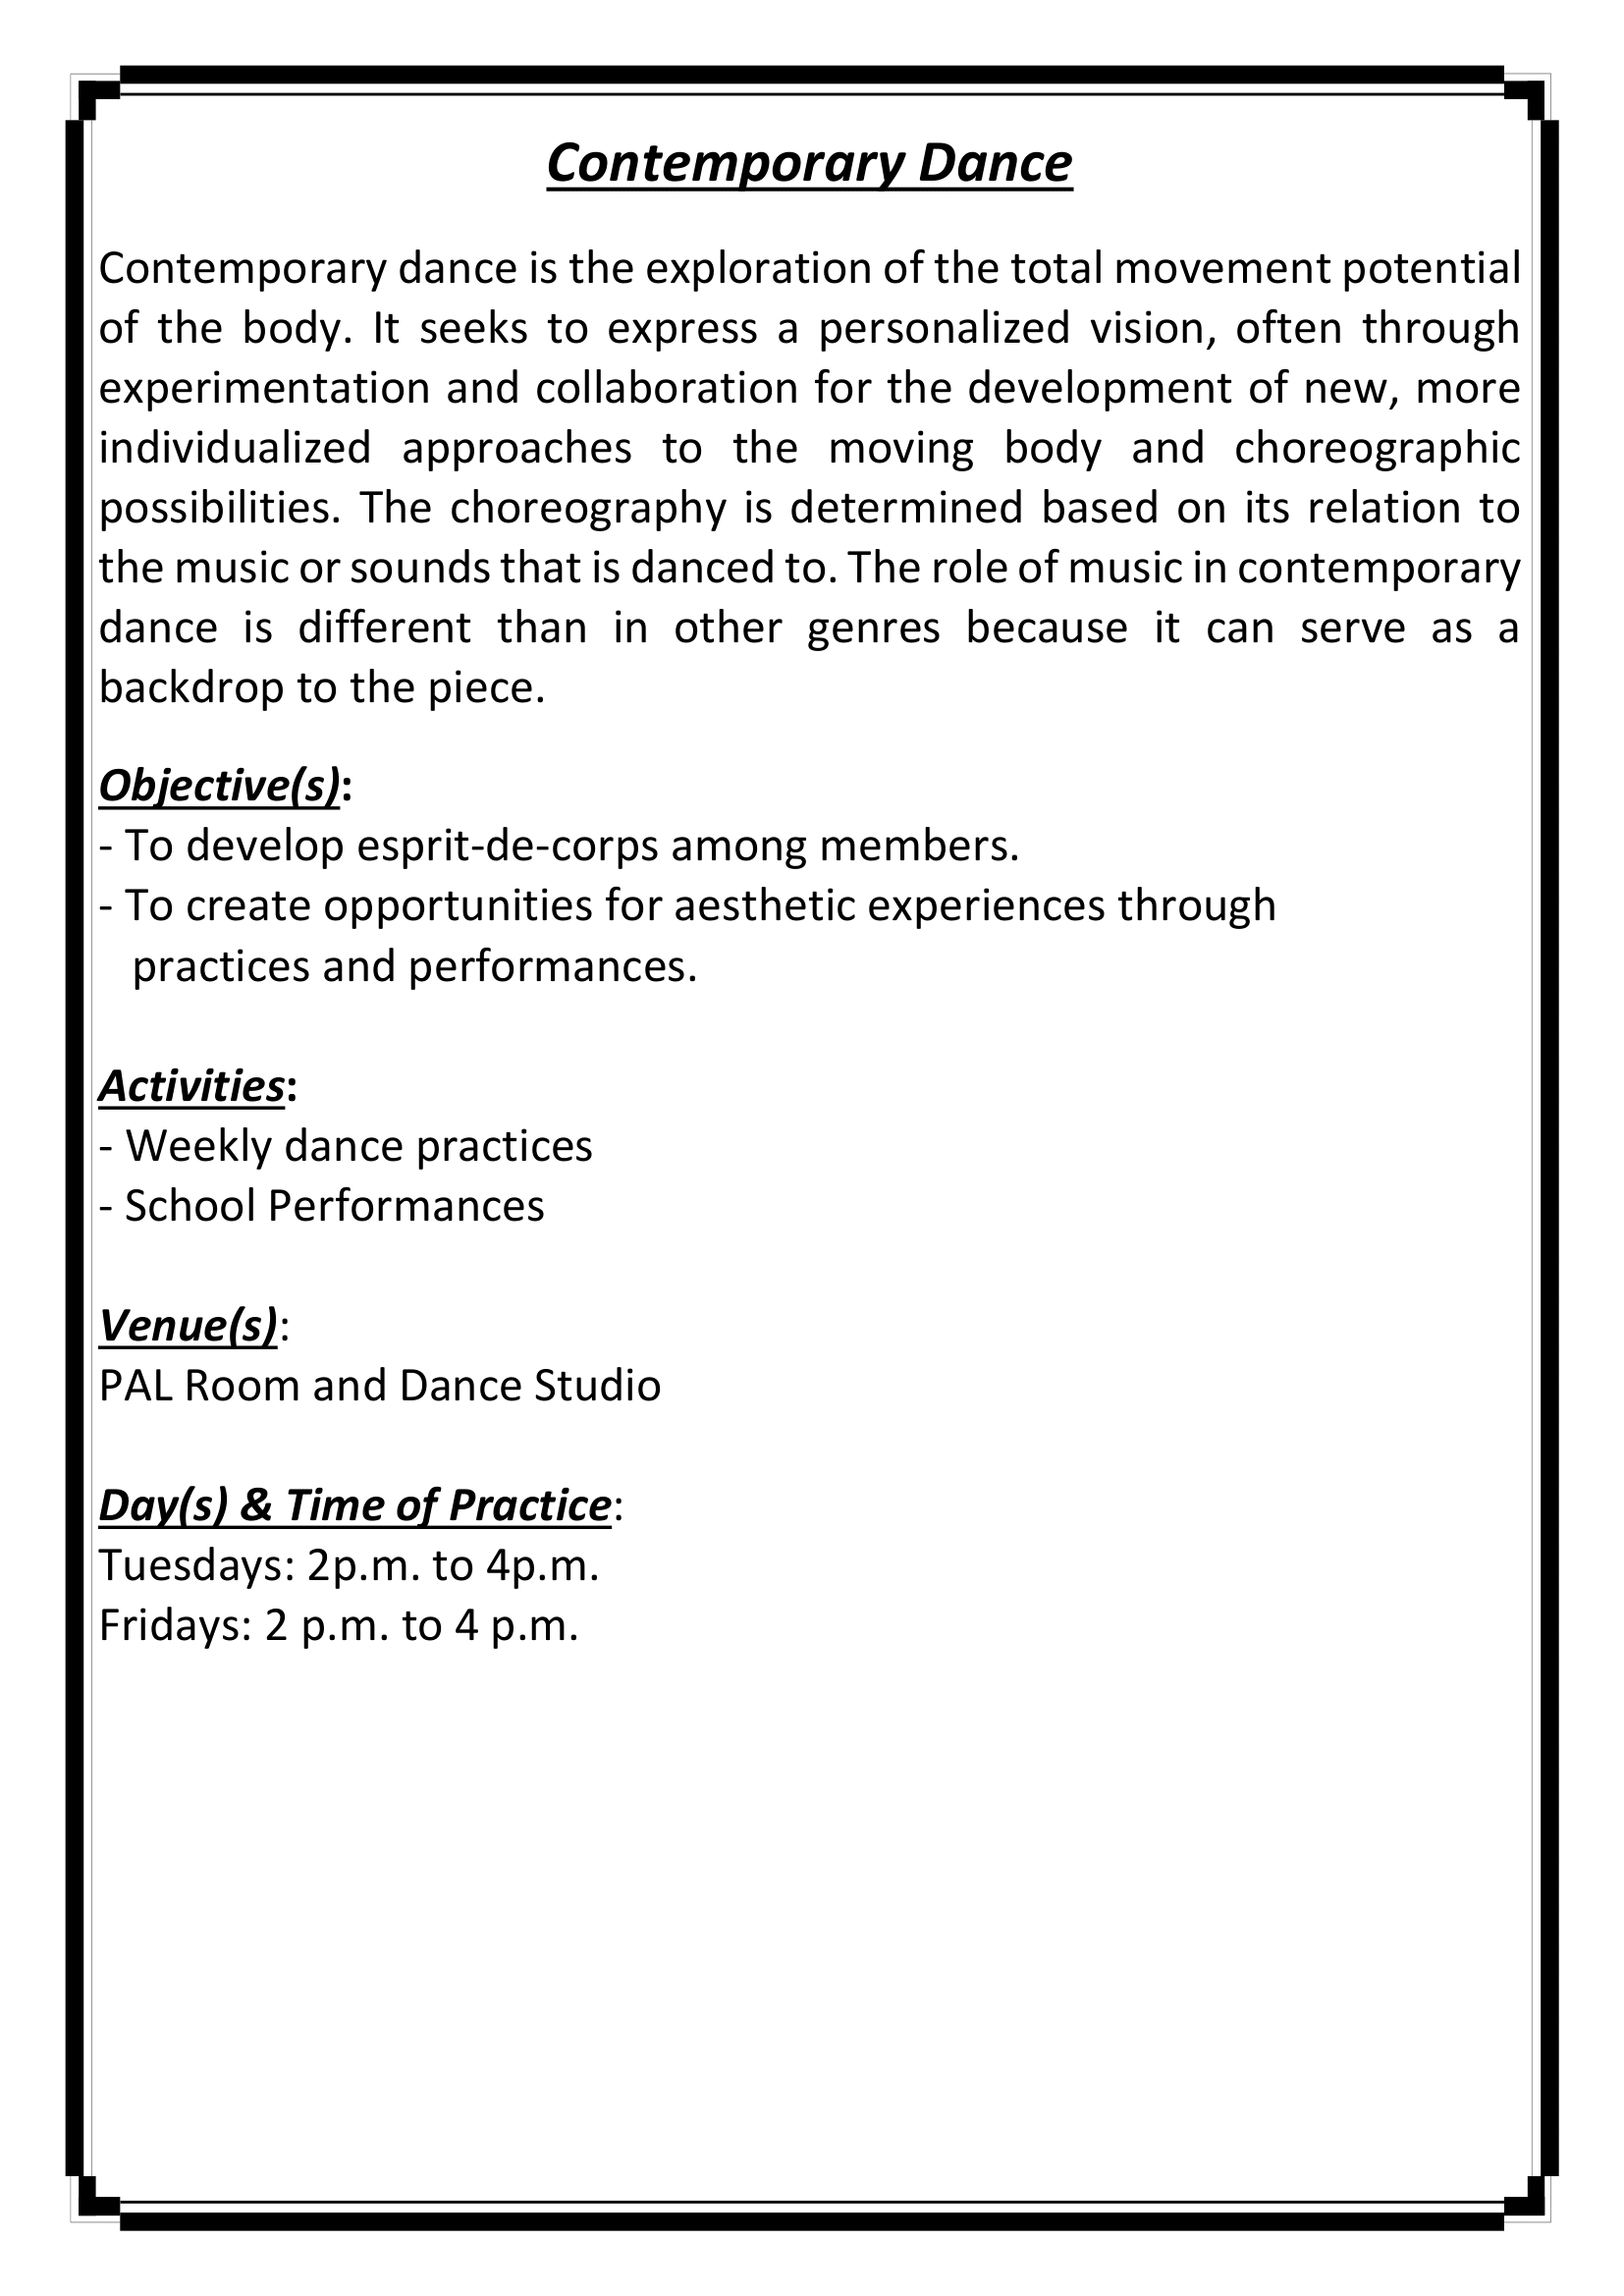 Contemporary Dance
Contemporary dance is the exploration of the total movement potential
of the body. It seeks to express a personalized vision, often through
experimentation and collaboration for the development of new, more
individualized approaches to the moving body and choreographic
possibilities. The choreography is determined based on its relation to
the music or sounds that is danced to. The role of music in contemporary
dance is different than in other genres because it can serve as a
backdrop to the piece.
Objective(s):
- To develop esprit-de-corps among members.
- To create opportunities for aesthetic experiences through
practices and performances.
Activities:
- Weekly dance practices
- School Performances
Venue(s):
PAL Room and Dance Studio
Day(s) & Time of Practice:
Tuesdays: 2p.m. to 4p.m.
Fridays: 2 p.m. to 4 p.m.